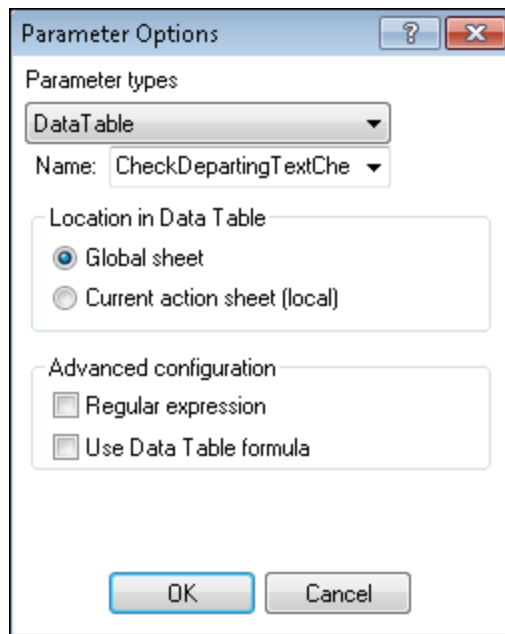 Parameter Options
Parameter types
DataTable
Name: CheckDepartingTextChe
Location in Data Table
Global sheet
Current action sheet (local)
Advanced configuration
Regular expression
Use Data Table formula
OK Cancel